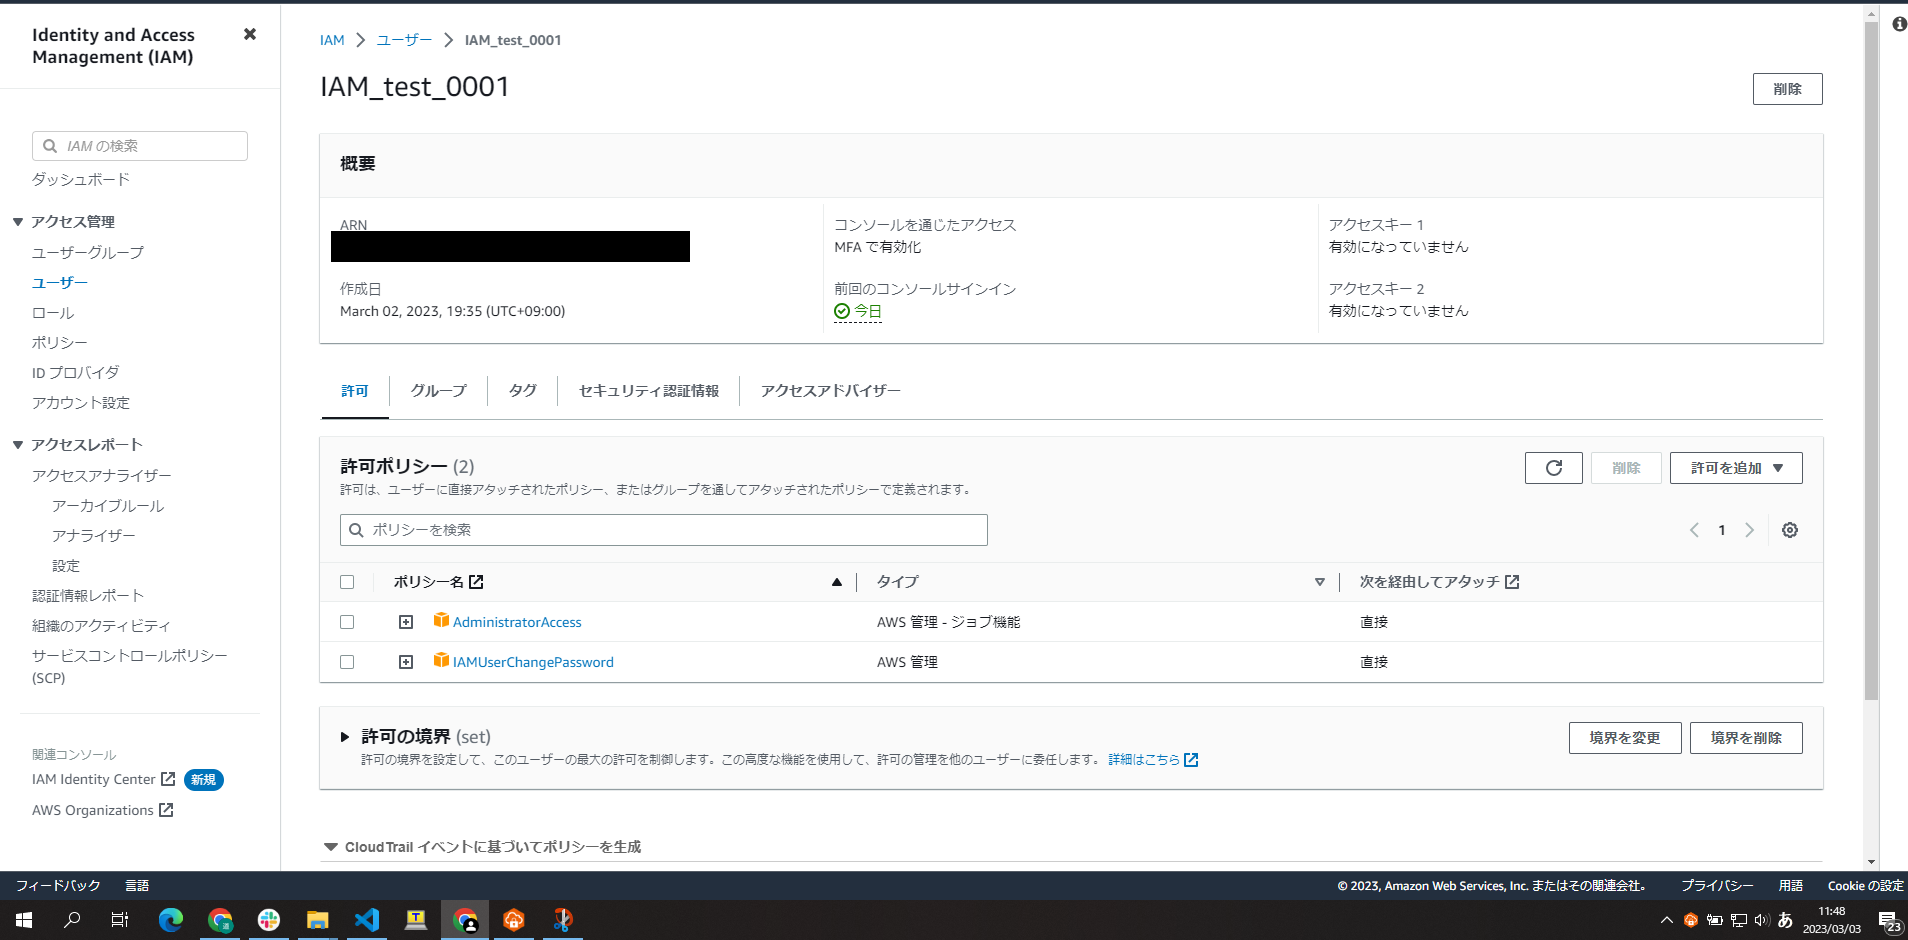 Identity and Access
Management (IAM)
IAM の検索
ダッシュボード
アクセス管理
ユーザーグループ
ユーザー
ロール
ポリシー
ID プロバイダ
アカウント設定
アクセスレポート
アクセスアナライザー
アーカイブルール
アナライザー
設定
認証情報レポート
組織のアクティビティ
サービスコントロールポリシー
(SCP)
関連コンソール
IAM Identity Center 新規
AWS Organizations
IAM ユーザー IAM_test_0001
IAM_test_0001
削除
概要
ARN
作成日
March 02, 2023, 19:35 (UTC+09:00)
コンソールを通じたアクセス
MFA で有効化
前回のコンソールサインイン
今日
アクセスキー 1
有効になっていません
アクセスキー 2
有効になっていません
許可 グループ タグ セキュリティ認証情報 アクセスアドバイザー
許可ポリシー (2)
許可は、ユーザーに直接アタッチされたポリシー、またはグループを通してアタッチされたポリシーで定義されます。
削除 許可を追加
ポリシーを検索
1
ポリシー名 タイプ 次を経由してアタッチ
AdministratorAccess AWS 管理 - ジョブ機能 直接
IAMUserChangePassword AWS 管理 直接
許可の境界 (set)
許可の境界を設定して、このユーザーの最大の許可を制御します。この高度な機能を使用して、許可の管理を他のユーザーに委任します。 詳細はこちら
境界を変更 境界を削除
CloudTrail イベントに基づいてポリシーを生成
フィードバック 言語 © 2023, Amazon Web Services, Inc. またはその関連会社。 プライバシー 用語 Cookie の設定
あ
11:48
2023/03/03
23